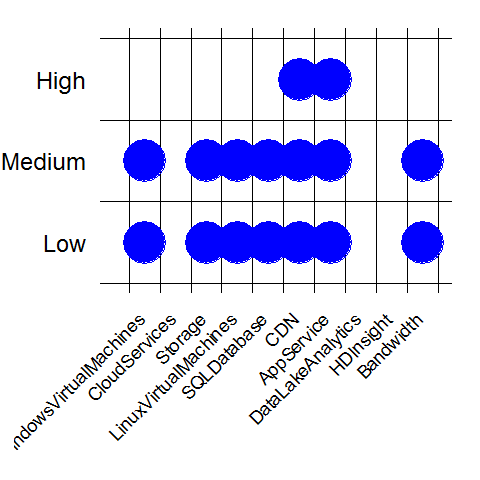 High
Medium
Low
ndowsVirtualMachines
CloudServices
Storage
LinuxVirtualMachines
SQLDatabase
CDN
AppService
DataLakeAnalytics
HDInsight
Bandwidth